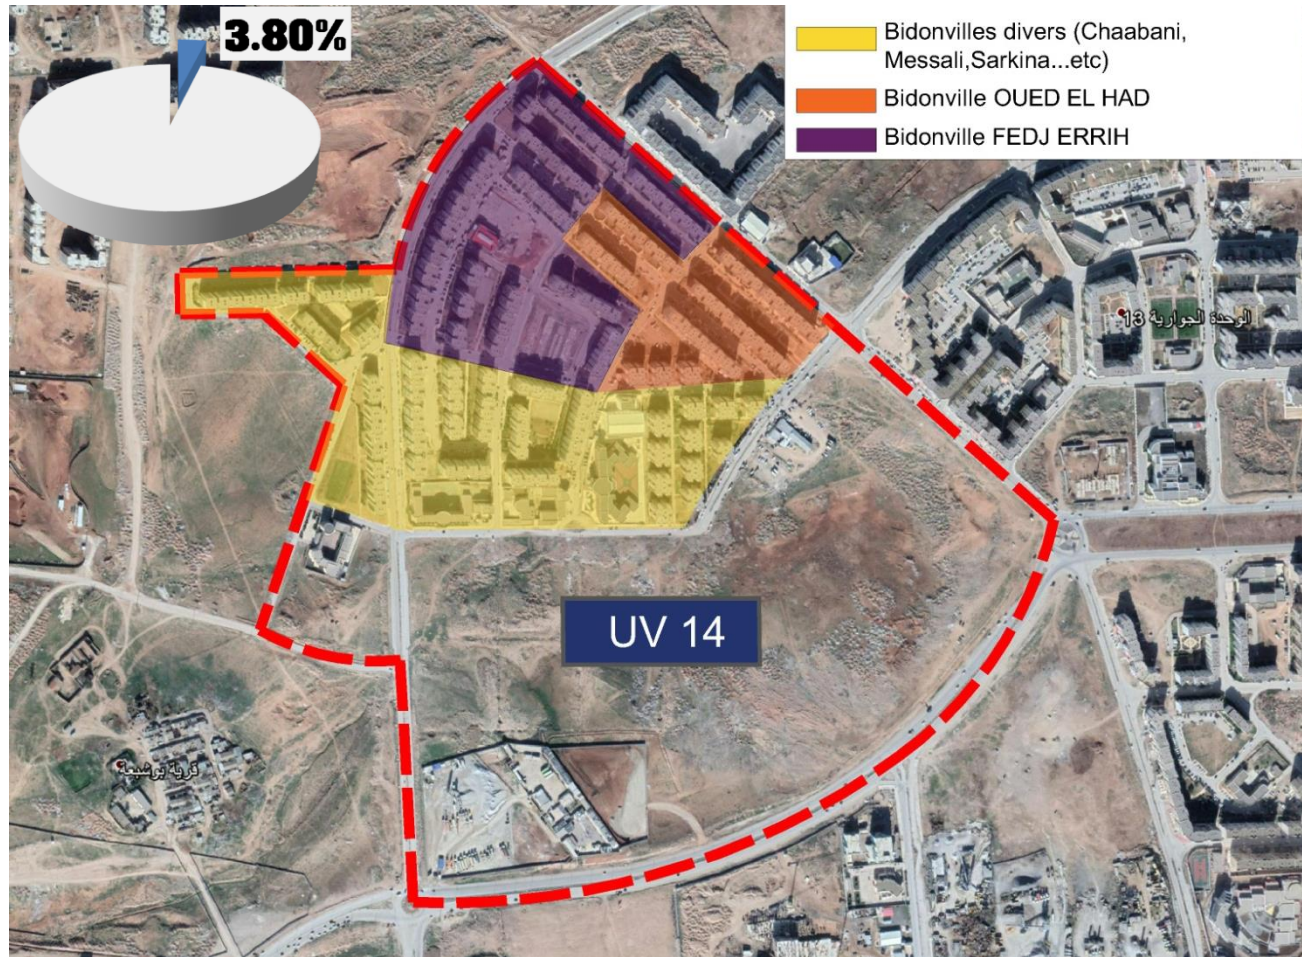 3.80%
Bidonvilles divers (Chaabani,
Messali,Sarkina...etc)
Bidonville OUED EL HAD
Bidonville FEDJ ERRIH
الوحدة الجوارية 13
UV 14
قرية بوشبعة